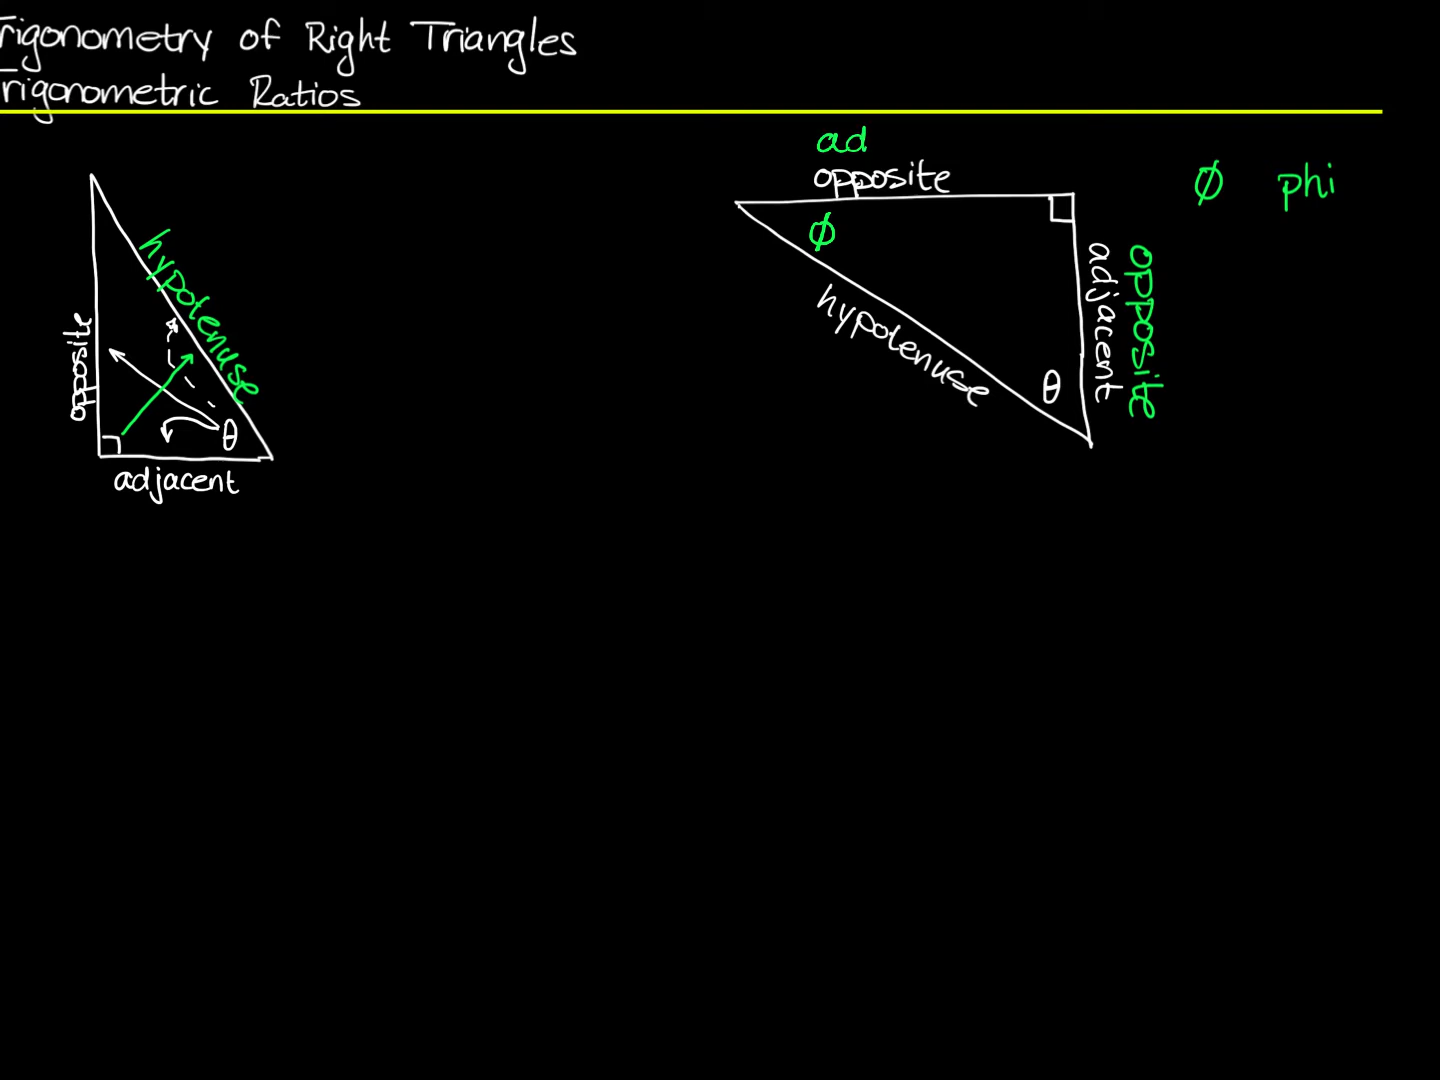 Trigonometry of Right Triangles
Trigonometric Ratios
ad
opposite
φ phi
φ
hypotenuse
opposite
adjacent
θ
hypotenuse
adjacent
opposite
θ